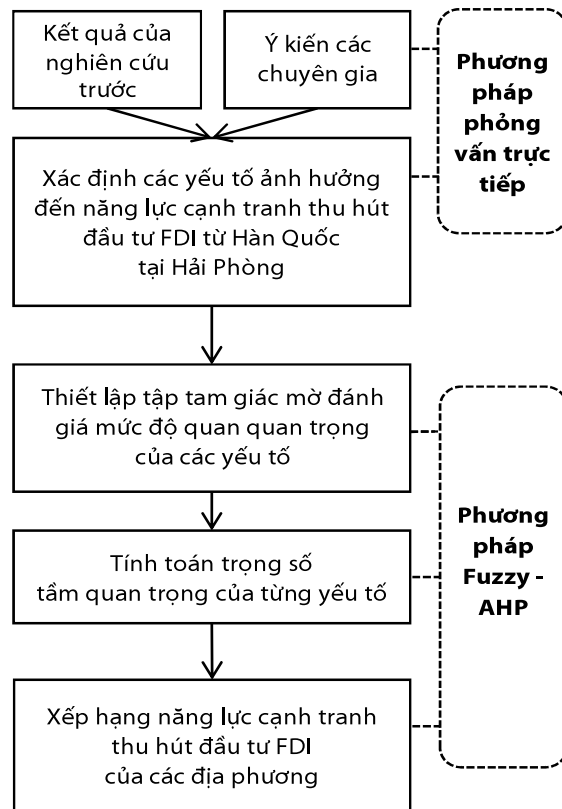 Kết quả của
nghiên cứu
trước
Ý kiến các
chuyên gia
Phương
pháp
phỏng
vấn trực
tiếp
Xác định các yếu tố ảnh hưởng
đến năng lực cạnh tranh thu hút
đầu tư FDI từ Hàn Quốc
tại Hải Phòng
Thiết lập tập tam giác mờ đánh
giá mức độ quan quan trọng
của các yếu tố
Tính toán trọng số
tầm quan trọng của từng yếu tố
Phương
pháp
Fuzzy -
AHP
Xếp hạng năng lực cạnh tranh
thu hút đầu tư FDI
của các địa phương